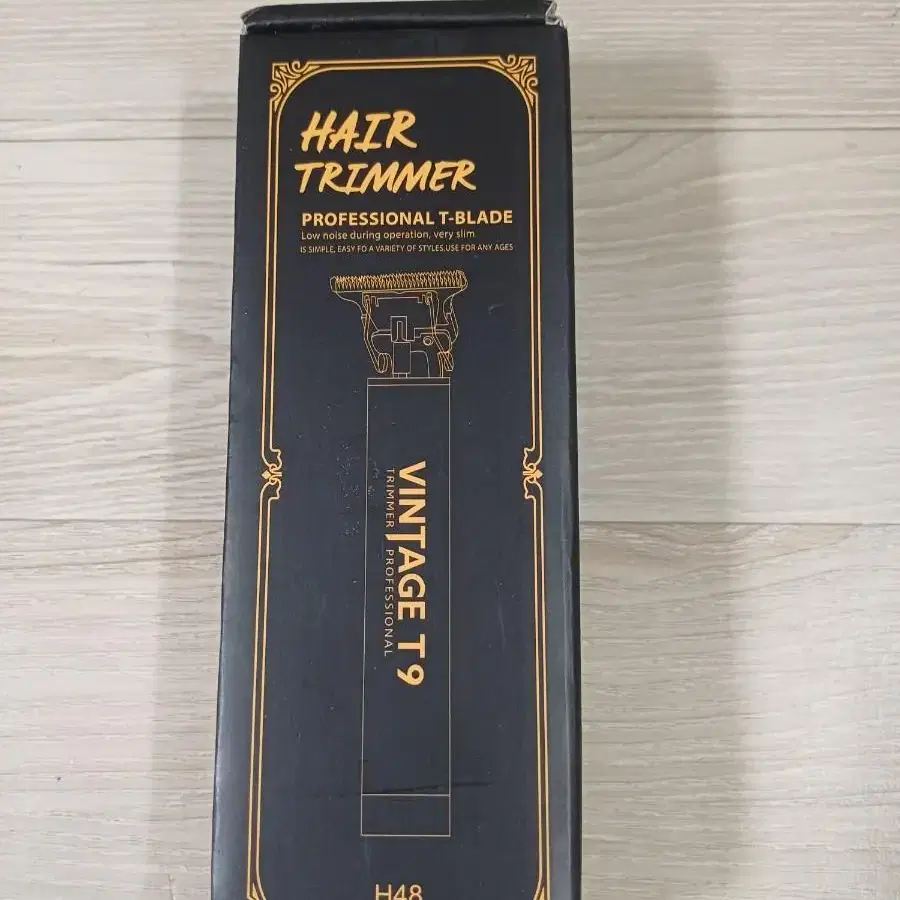 HAIR
TRIMMER
PROFESSIONAL T-BLADE
Low noise during operation, very slim
IS SIMPLE, EASY FO A VARIETY OF STYLES,USE FOR ANY AGES
VINTAGE T9
TRIMMER PROFESSIONAL
H48